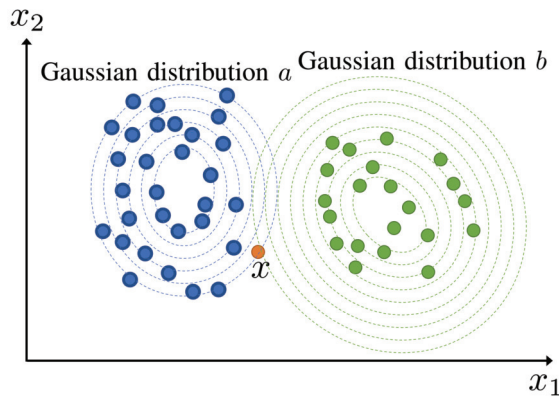 x₂
Gaussian distribution a
Gaussian distribution b
x
x₁